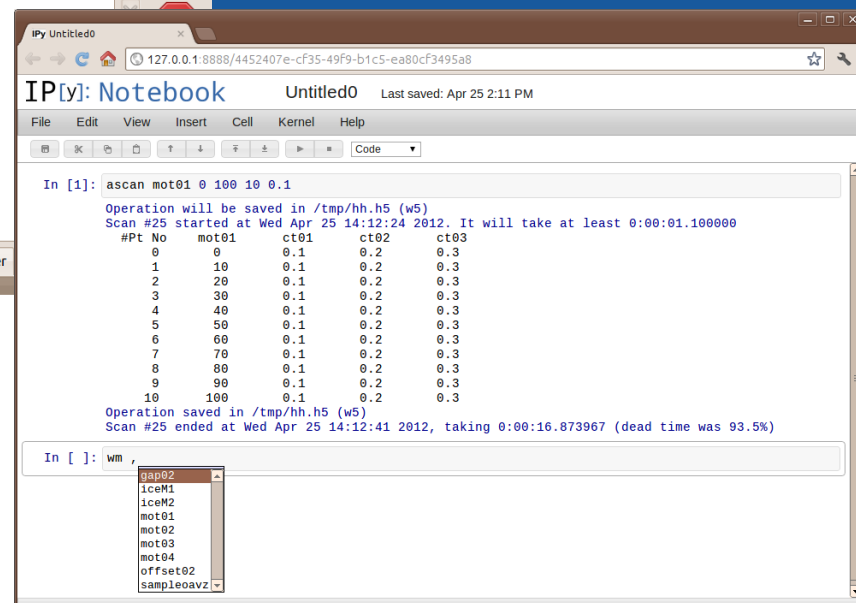 IPy Untitled0
127.0.0.1:8888/4452407e-cf35-49f9-b1c5-ea80cf3495a8
IP[y]: Notebook Untitled0 Last saved: Apr 25 2:11 PM
File Edit View Insert Cell Kernel Help
Code
In [1]: ascan mot01 0 100 10 0.1
Operation will be saved in /tmp/hh.h5 (w5)
Scan #25 started at Wed Apr 25 14:12:24 2012. It will take at least 0:00:01.100000
#Pt No mot01 ct01 ct02 ct03
0 0 0.1 0.2 0.3
1 10 0.1 0.2 0.3
2 20 0.1 0.2 0.3
3 30 0.1 0.2 0.3
4 40 0.1 0.2 0.3
5 50 0.1 0.2 0.3
6 60 0.1 0.2 0.3
7 70 0.1 0.2 0.3
8 80 0.1 0.2 0.3
9 90 0.1 0.2 0.3
10 100 0.1 0.2 0.3
Operation saved in /tmp/hh.h5 (w5)
Scan #25 ended at Wed Apr 25 14:12:41 2012, taking 0:00:16.873967 (dead time was 93.5%)
In [ ]: wm ,
gap02
iceM1
iceM2
mot01
mot02
mot03
mot04
offset02
sampleoavz